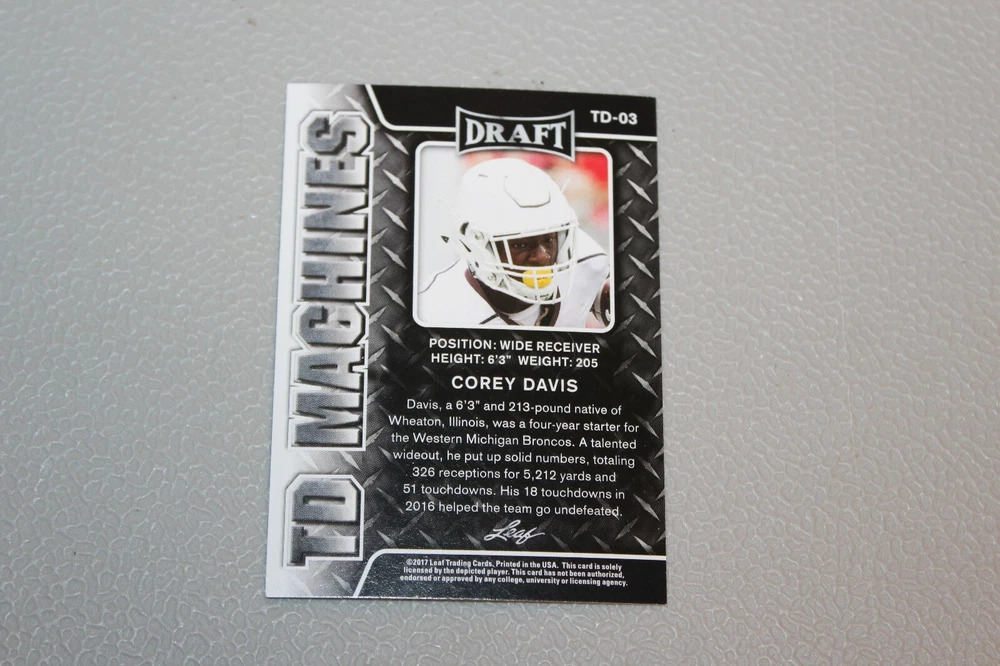 TD MACHINES
DRAFT
TD-03
POSITION: WIDE RECEIVER
HEIGHT: 6'3" WEIGHT: 205
COREY DAVIS
Davis, a 6'3" and 213-pound native of
Wheaton, Illinois, was a four-year starter for
the Western Michigan Broncos. A talented
wideout, he put up solid numbers, totaling
326 receptions for 5,212 yards and
51 touchdowns. His 18 touchdowns in
2016 helped the team go undefeated.
Leaf
©2017 Leaf Trading Cards, Printed in the USA. This card is solely
licensed by the depicted player. This card has not been authorized,
endorsed or approved by any college, university or licensing agency.